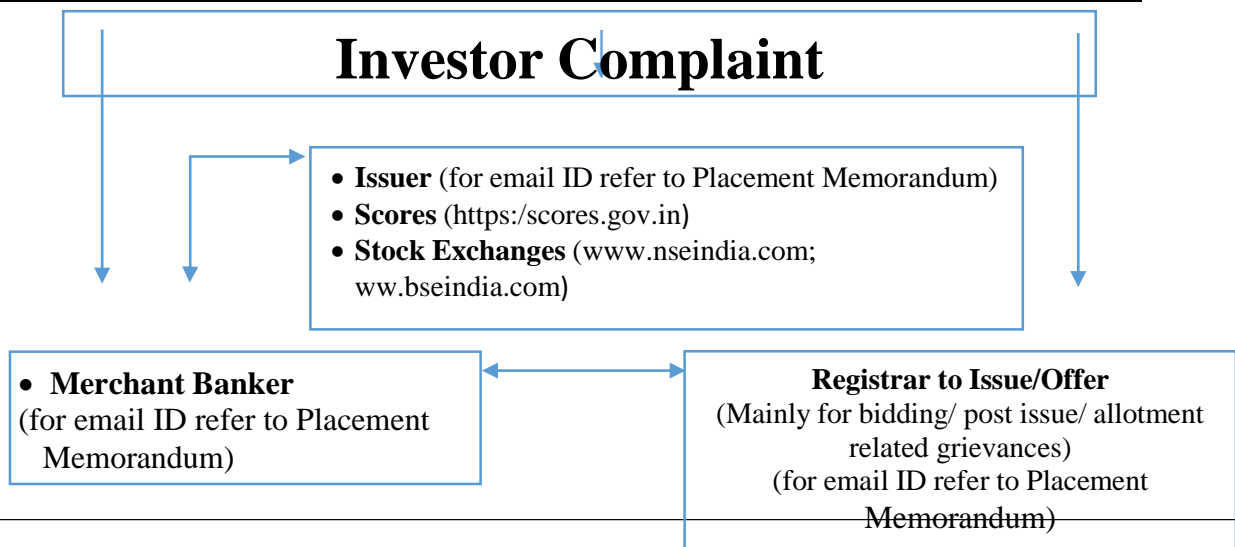 Investor Complaint
• Issuer (for email ID refer to Placement Memorandum)
• Scores (https:/scores.gov.in)
• Stock Exchanges (www.nseindia.com;
ww.bseindia.com)
• Merchant Banker
(for email ID refer to Placement
Memorandum)
Registrar to Issue/Offer
(Mainly for bidding/ post issue/ allotment
related grievances)
(for email ID refer to Placement
Memorandum)